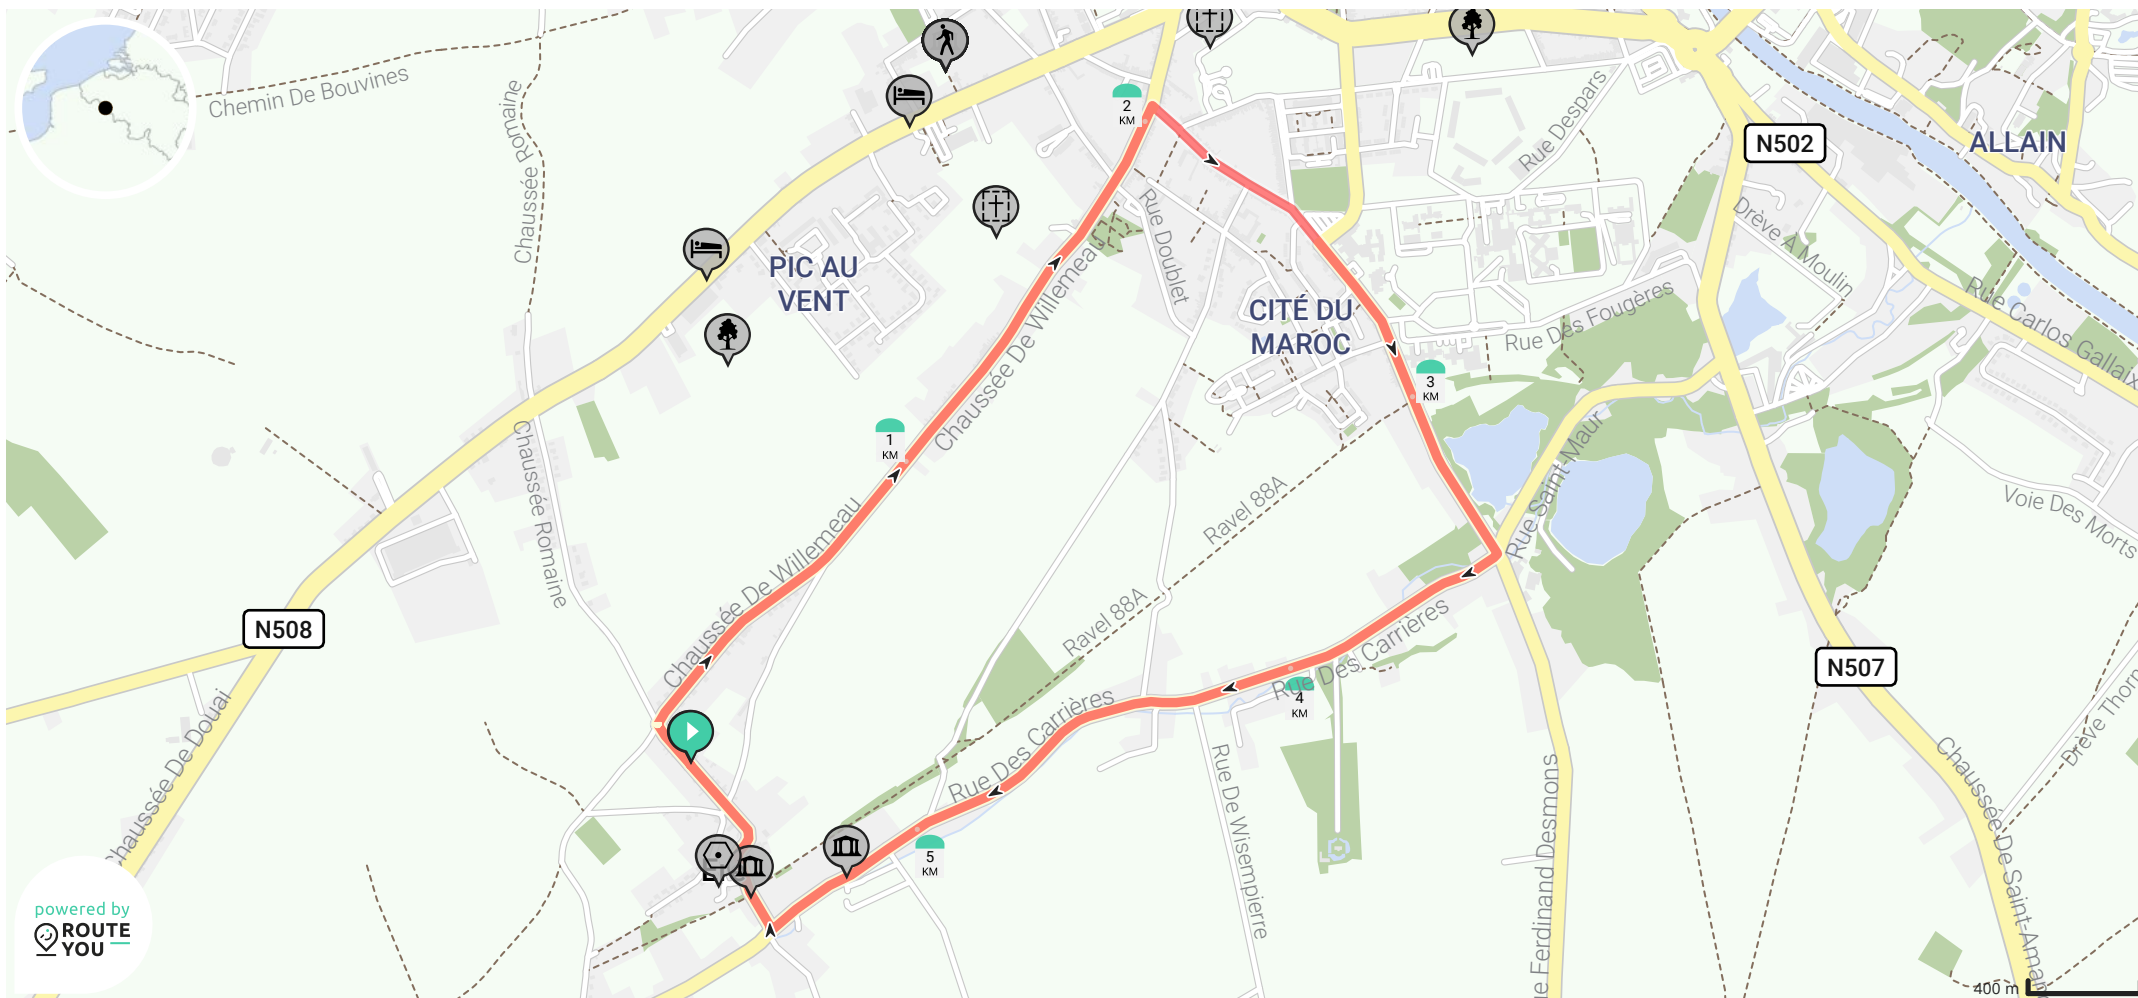 Chemin De Bouvines
Chaussée Romaine
2
KM
Rue Despars
N502
ALLAIN
Rue Doublet
Drève À Moulin
PIC AU
VENT
CITÉ DU
MAROC
Chaussée De Willemeau
Rue Des Fougères
Rue Carlos Gallaix
3
KM
1
KM
Chaussée Romaine
Rue Saint-Maur
Ravel 88A
Voie Des Morts
Chaussée De Willemeau
Ravel 88A
Rue Des Carrières
N508
N507
4
KM
Rue Des Carrières
Chaussée De Douai
Rue De Wisempierre
Drève Thorn
Chaussée De Saint-Aman
ue Ferdinand Desmons
5
KM
powered by
ROUTE
YOU
400 m